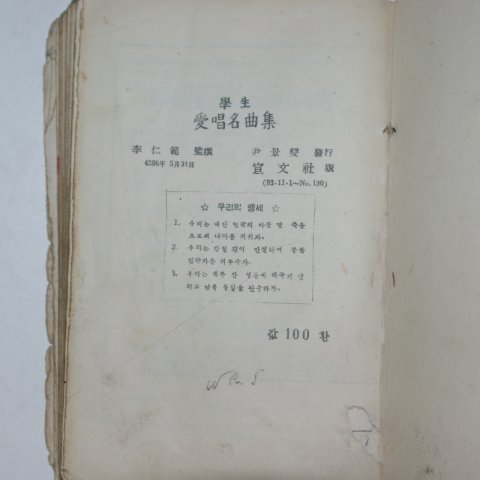 學生
愛唱名曲集
李仁範 監撰 尹景燮 發行
4286年 5月31日 宣文社 版
(83-11-1~No.130)
☆ 우리의 맹세 ☆
1. 우리는 대한 민국의 아들 딸 죽음
으로써 나라를 지키자.
2. 우리는 강철 같이 단결하여 공산
침략자를 쳐부수자.
3. 우리는 백두산 영봉에 태극기 날
리고 남북 통일을 완수하자.
값 100 환